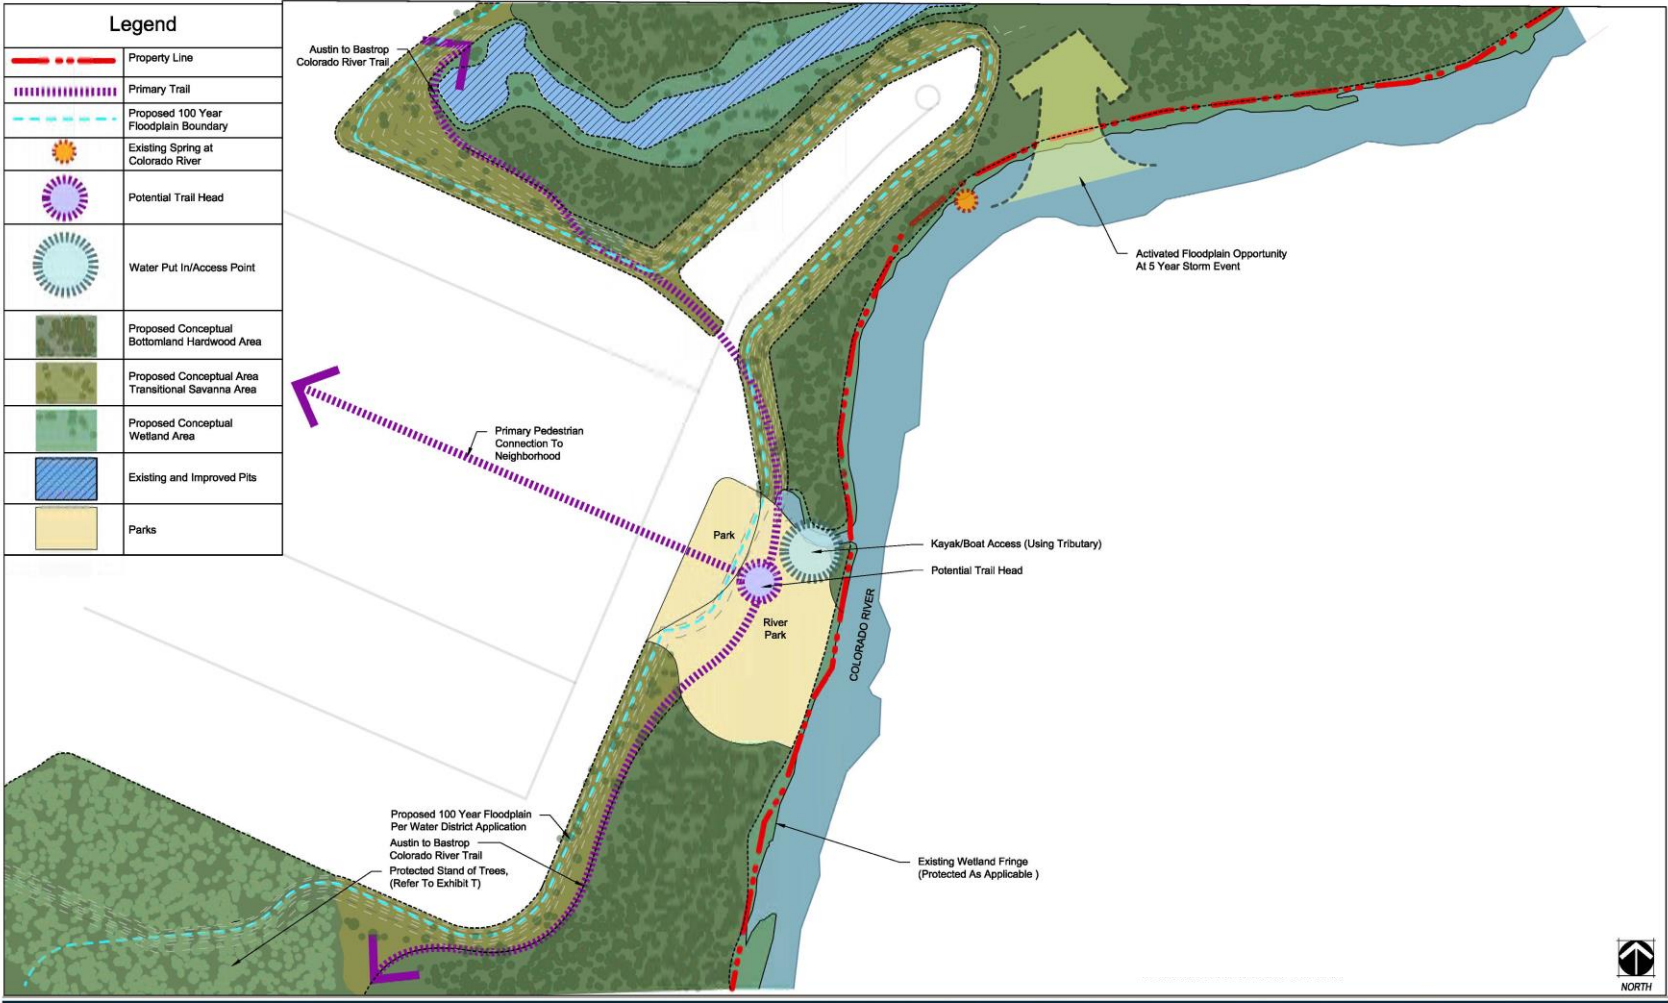 Legend
Property Line
Primary Trail
Proposed 100 Year
Floodplain Boundary
Existing Spring at
Colorado River
Potential Trail Head
Water Put In/Access Point
Proposed Conceptual
Bottomland Hardwood Area
Proposed Conceptual Area
Transitional Savanna Area
Proposed Conceptual
Wetland Area
Existing and Improved Pits
Parks
Austin to Bastrop
Colorado River Trail
Activated Floodplain Opportunity
At 5 Year Storm Event
Primary Pedestrian
Connection To
Neighborhood
Park
Kayak/Boat Access (Using Tributary)
Potential Trail Head
River
Park
COLORADO RIVER
Proposed 100 Year Floodplain
Per Water District Application
Austin to Bastrop
Colorado River Trail
Protected Stand of Trees,
(Refer To Exhibit T)
Existing Wetland Fringe
(Protected As Applicable )
NORTH